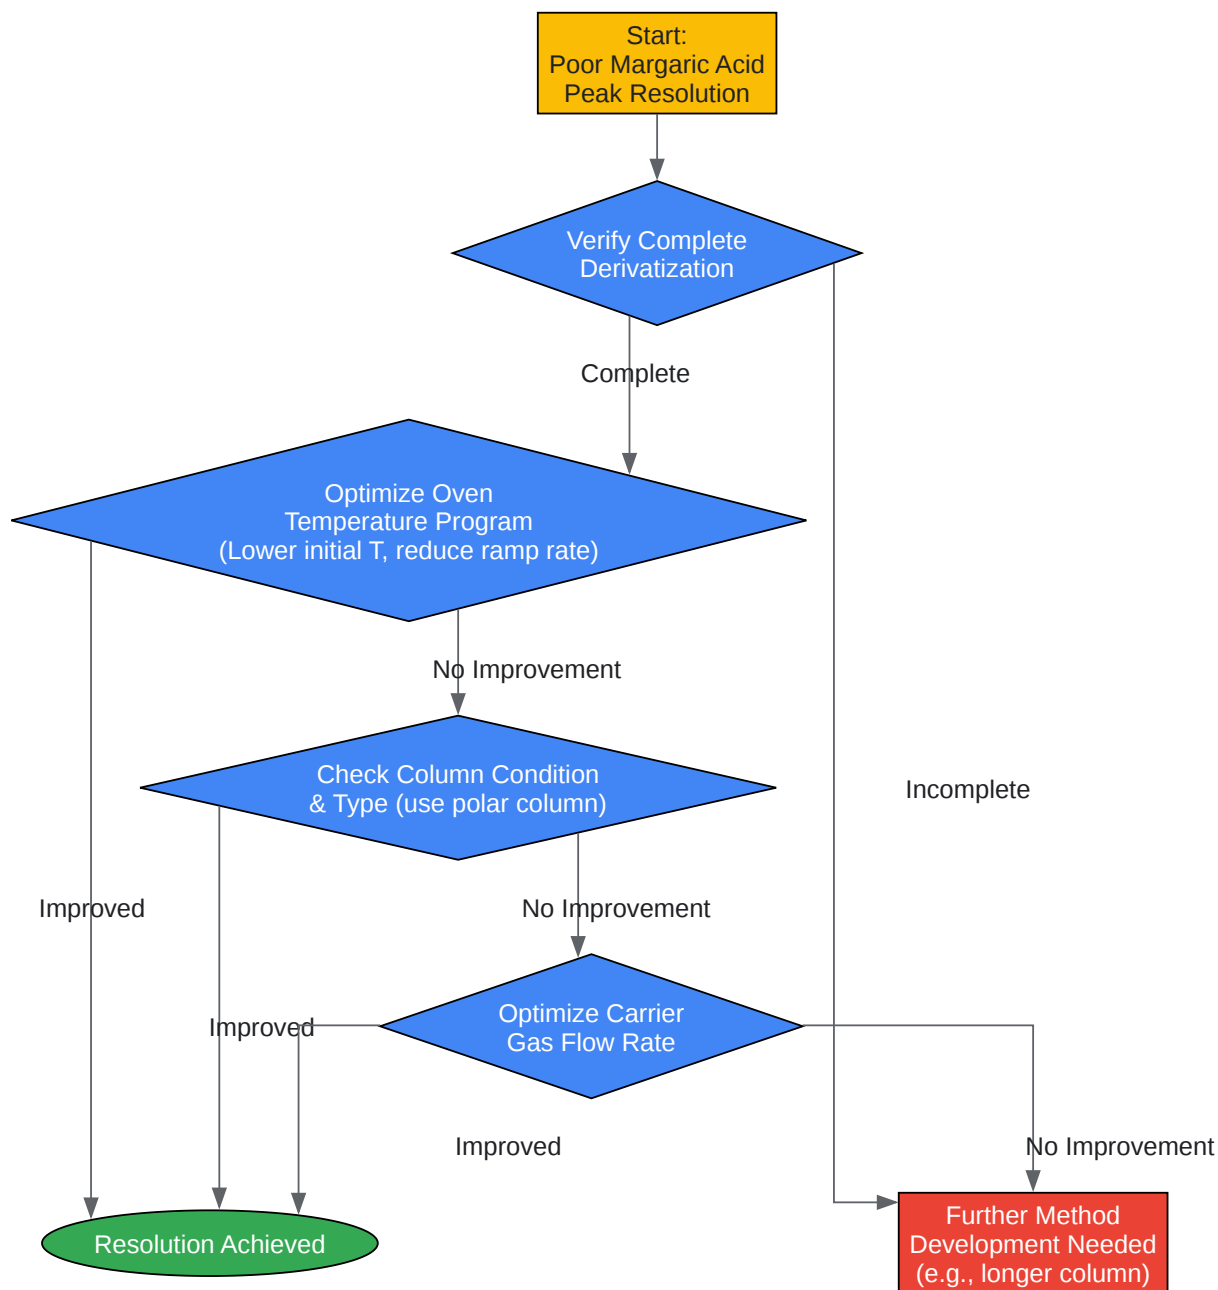 Start:
Poor Margaric Acid
Peak Resolution
Verify Complete
Derivatization
Complete
Optimize Oven
Temperature Program
(Lower initial T, reduce ramp rate)
No Improvement
Check Column Condition
& Type (use polar column)
Incomplete
Improved
No Improvement
Optimize Carrier
Gas Flow Rate
Improved
Improved
No Improvement
Resolution Achieved
Further Method
Development Needed
(e.g., longer column)